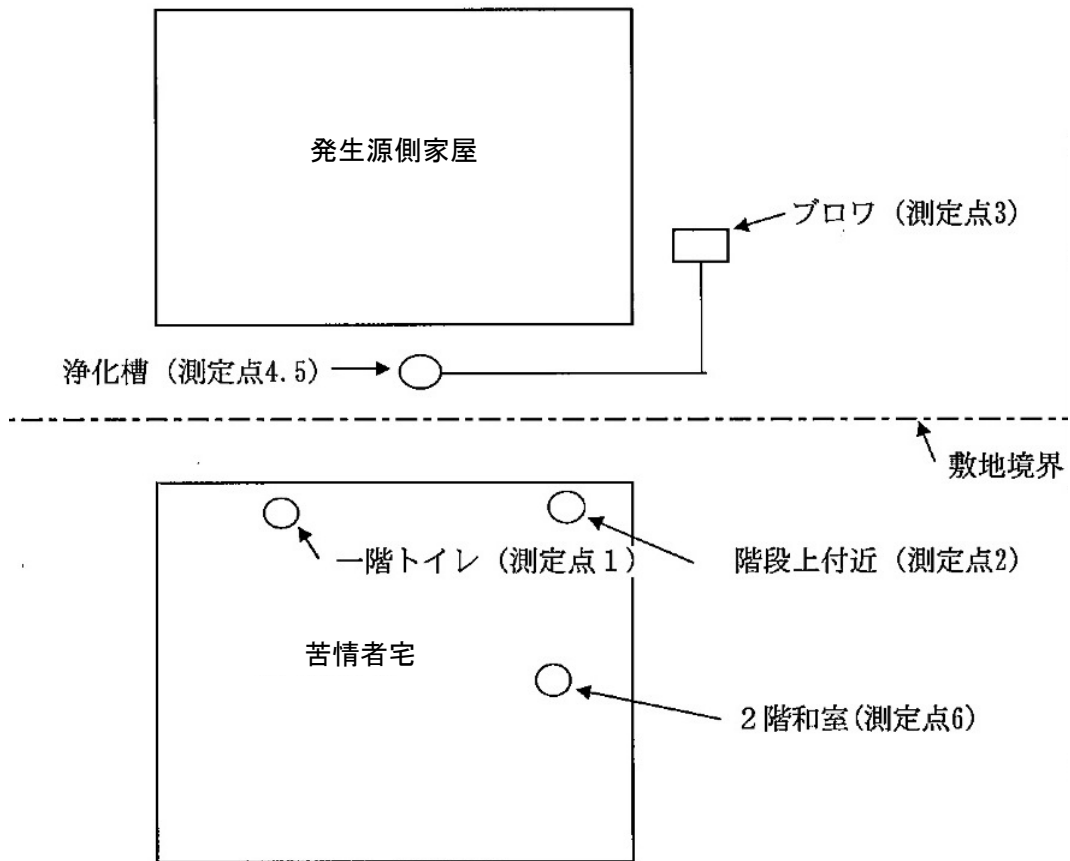 発生源側家屋
ブロワ (測定点3)
浄化槽 (測定点4.5)
敷地境界
一階トイレ (測定点１)
階段上付近 (測定点2)
苦情者宅
２階和室(測定点6)